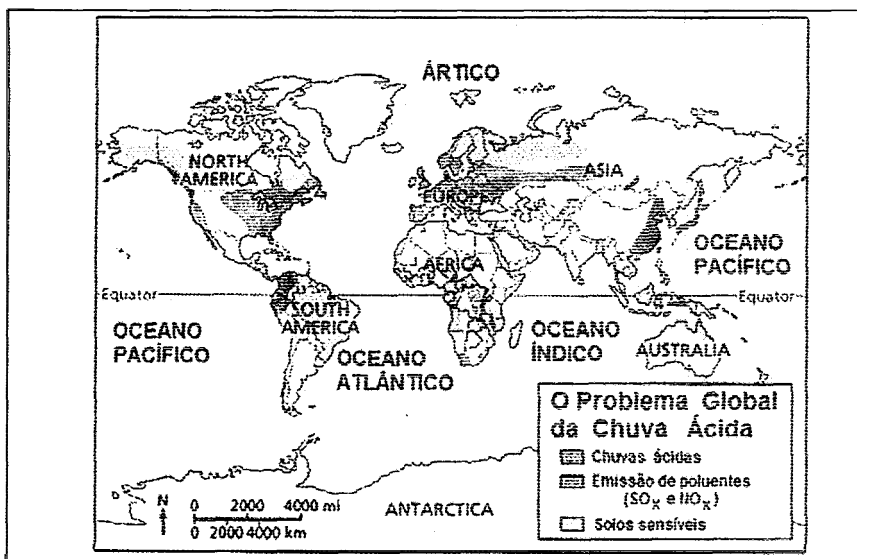 ÁRTICO
NORTH
AMERICA
ASIA
EUROPE
OCEANO
PACÍFICO
AFRICA
Equator
Equator
SOUTH
AMERICA
OCEANO
PACÍFICO
OCEANO
ATLÂNTICO
OCEANO
ÍNDICO
AUSTRALIA
O Problema Global
da Chuva Ácida
Chuvas ácidas
Emissão de poluentes
(SOx e NOx)
Solos sensíveis
N
0 2000 4000 mi
0 2000 4000 km
ANTARCTICA